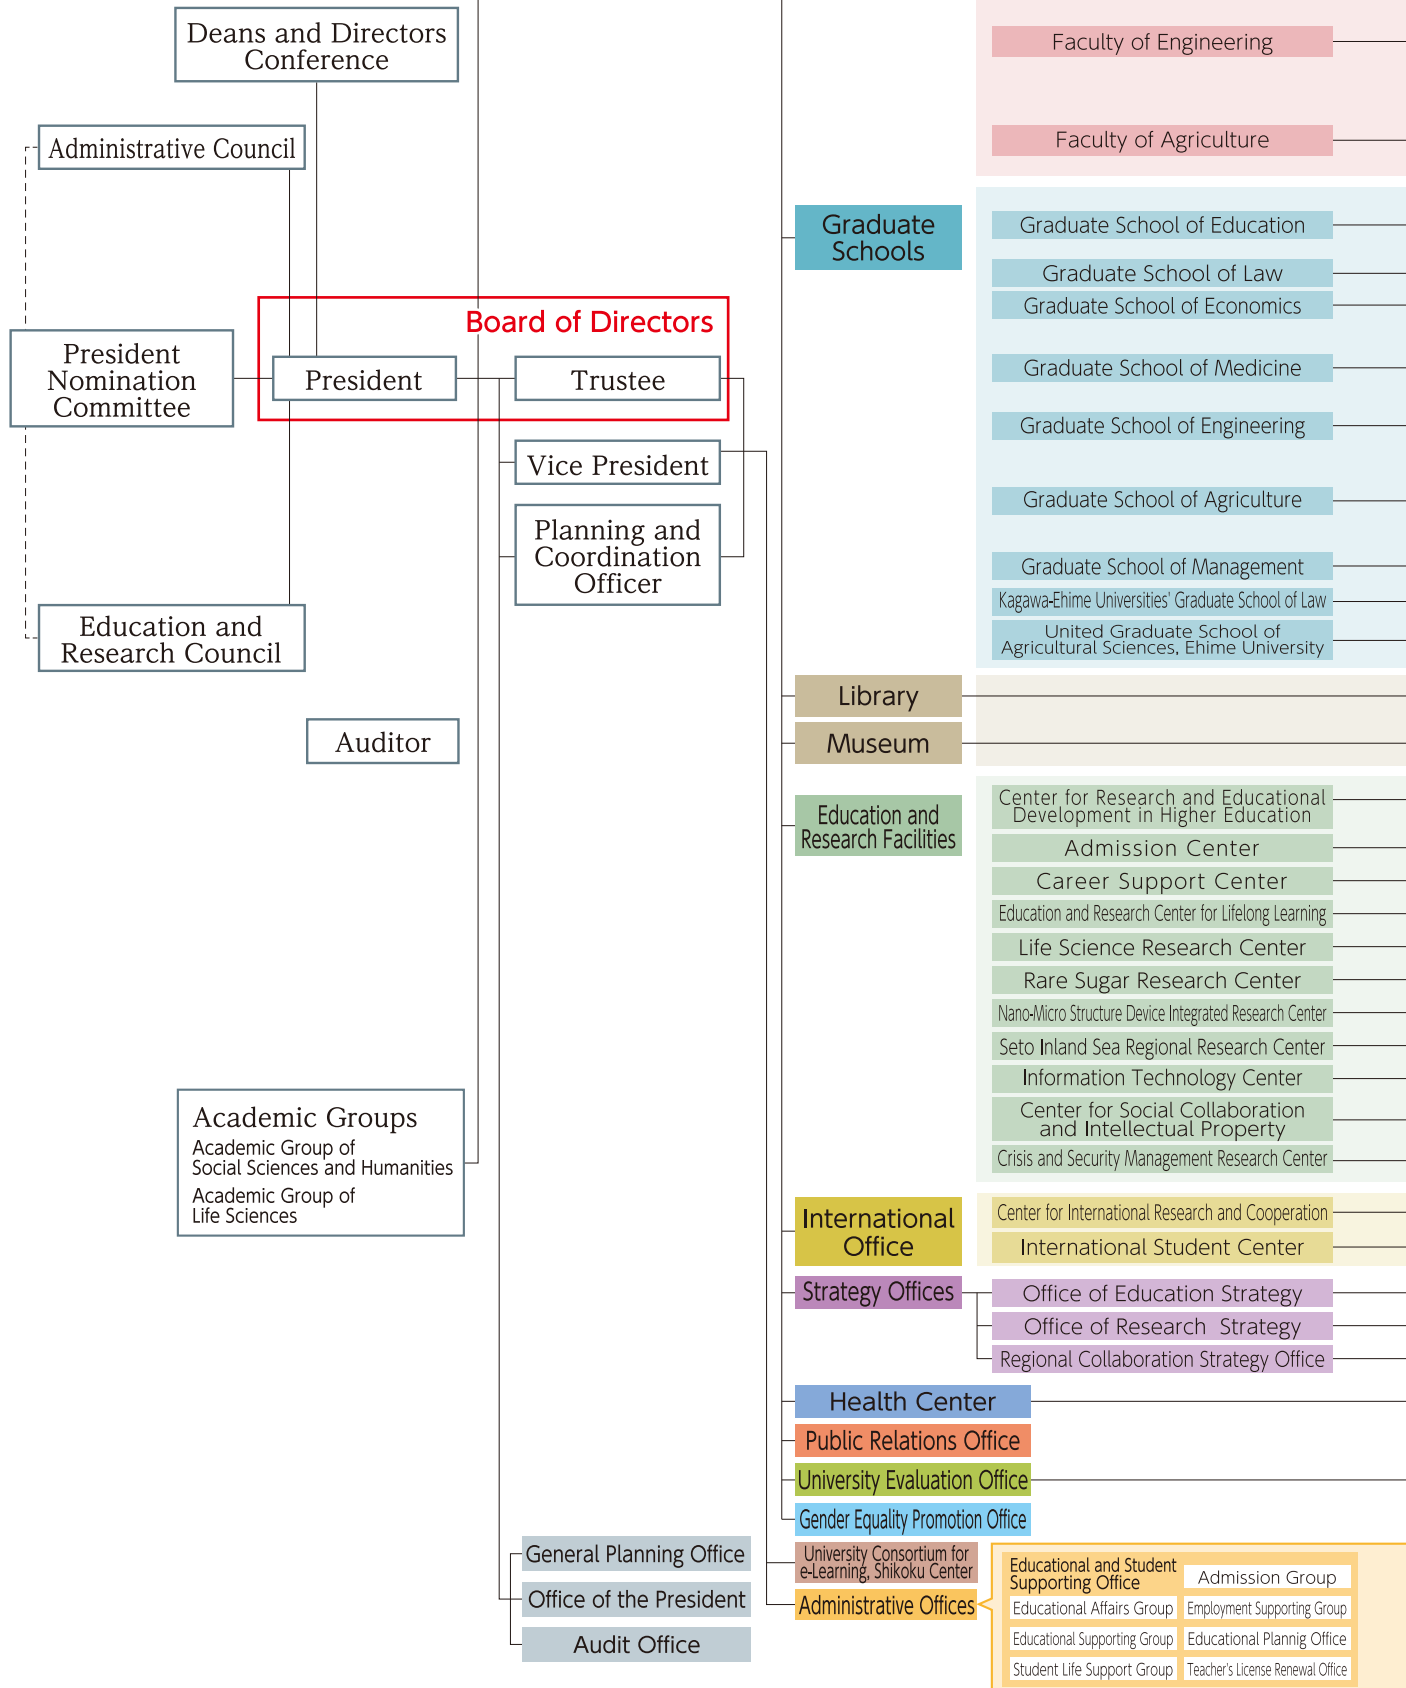 Deans and Directors
Conference
Administrative Council
Board of Directors
President
Nomination
Committee
President
Trustee
Vice President
Planning and
Coordination
Officer
Education and
Research Council
Auditor
Academic Groups
Academic Group of
Social Sciences and Humanities
Academic Group of
Life Sciences
General Planning Office
Office of the President
Audit Office
Faculty of Engineering
Faculty of Agriculture
Graduate
Schools
Graduate School of Education
Graduate School of Law
Graduate School of Economics
Graduate School of Medicine
Graduate School of Engineering
Graduate School of Agriculture
Graduate School of Management
Kagawa-Ehime Universities' Graduate School of Law
United Graduate School of
Agricultural Sciences, Ehime University
Library
Museum
Education and
Research Facilities
Center for Research and Educational
Development in Higher Education
Admission Center
Career Support Center
Education and Research Center for Lifelong Learning
Life Science Research Center
Rare Sugar Research Center
Nano-Micro Structure Device Integrated Research Center
Seto Inland Sea Regional Research Center
Information Technology Center
Center for Social Collaboration
and Intellectual Property
Crisis and Security Management Research Center
International
Office
Center for International Research and Cooperation
International Student Center
Strategy Offices
Office of Education Strategy
Office of Research Strategy
Regional Collaboration Strategy Office
Health Center
Public Relations Office
University Evaluation Office
Gender Equality Promotion Office
University Consortium for
e-Learning, Shikoku Center
Administrative Offices
Educational and Student
Supporting Office
Admission Group
Educational Affairs Group
Employment Supporting Group
Educational Supporting Group
Educational Plannig Office
Student Life Support Group
Teacher's License Renewal Office